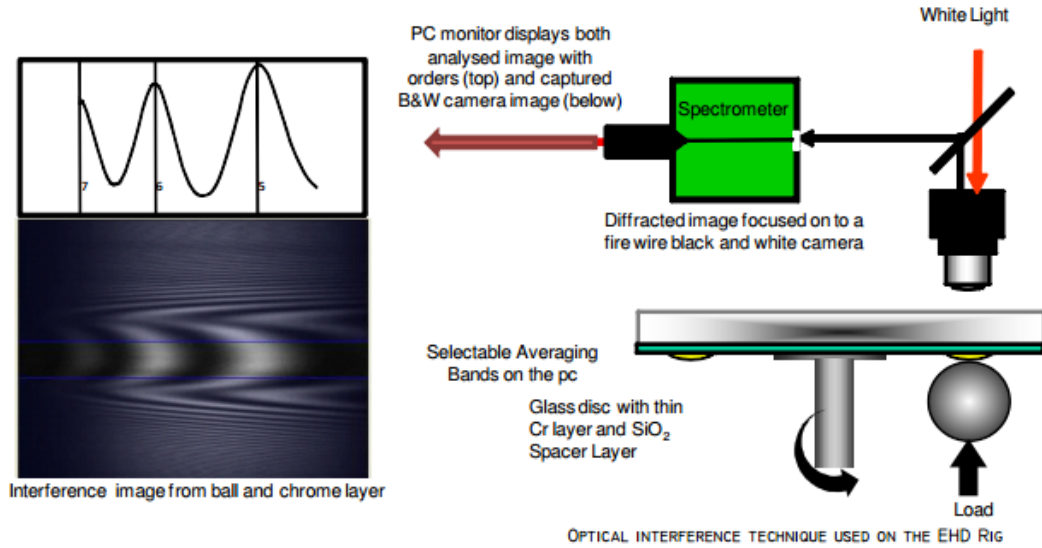 White Light
PC monitor displays both
analysed image with
orders (top) and captured
B&W camera image (below)
Spectrometer
7 6 5
Diffracted image focused on to a
fire wire black and white camera
Selectable Averaging
Bands on the pc
Glass disc with thin
Cr layer and SiO₂
Spacer Layer
Interference image from ball and chrome layer
Load
OPTICAL INTERFERENCE TECHNIQUE USED ON THE EHD RIG